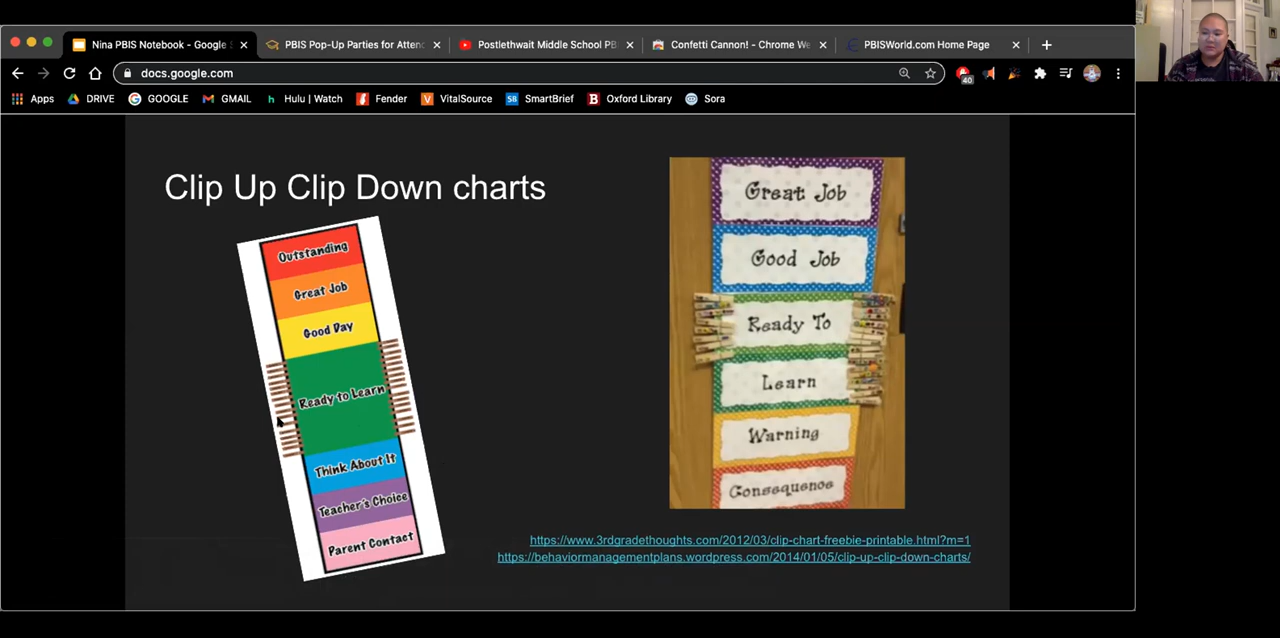 Nina PBIS Notebook - Google S
PBIS Pop-Up Parties for Attend
Postlethwait Middle School PB
Confetti Cannon! - Chrome We
PBISWorld.com Home Page
docs.google.com
40
Apps
DRIVE
GOOGLE
GMAIL
Hulu | Watch
Fender
VitalSource
SmartBrief
Oxford Library
Sora
Clip Up Clip Down charts
Outstanding
Great Job
Good Day
Ready to Learn
Think About It
Teacher's Choice
Parent Contact
Great Job
Good Job
Ready To
Learn
Warning
Consequence
https://www.3rdgradethoughts.com/2012/03/clip-chart-freebie-printable.html?m=1
https://behaviormanagementplans.wordpress.com/2014/01/05/clip-up-clip-down-charts/